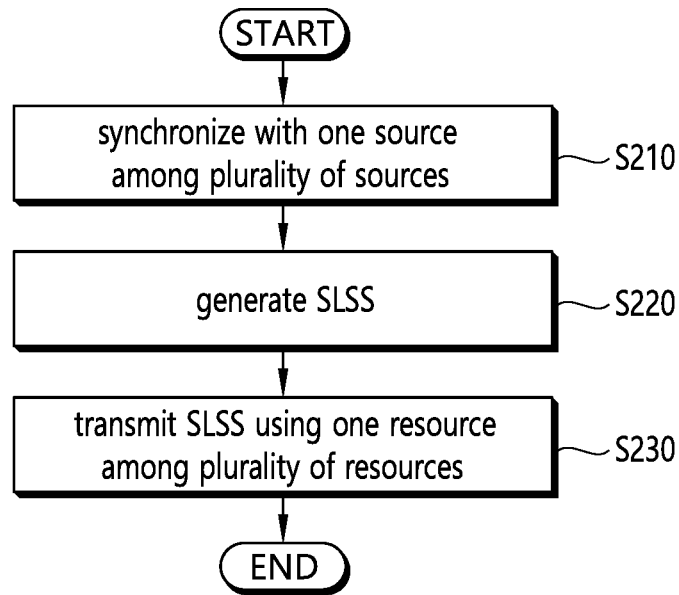 START
synchronize with one source
among plurality of sources
S210
generate SLSS
S220
transmit SLSS using one resource
among plurality of resources
S230
END